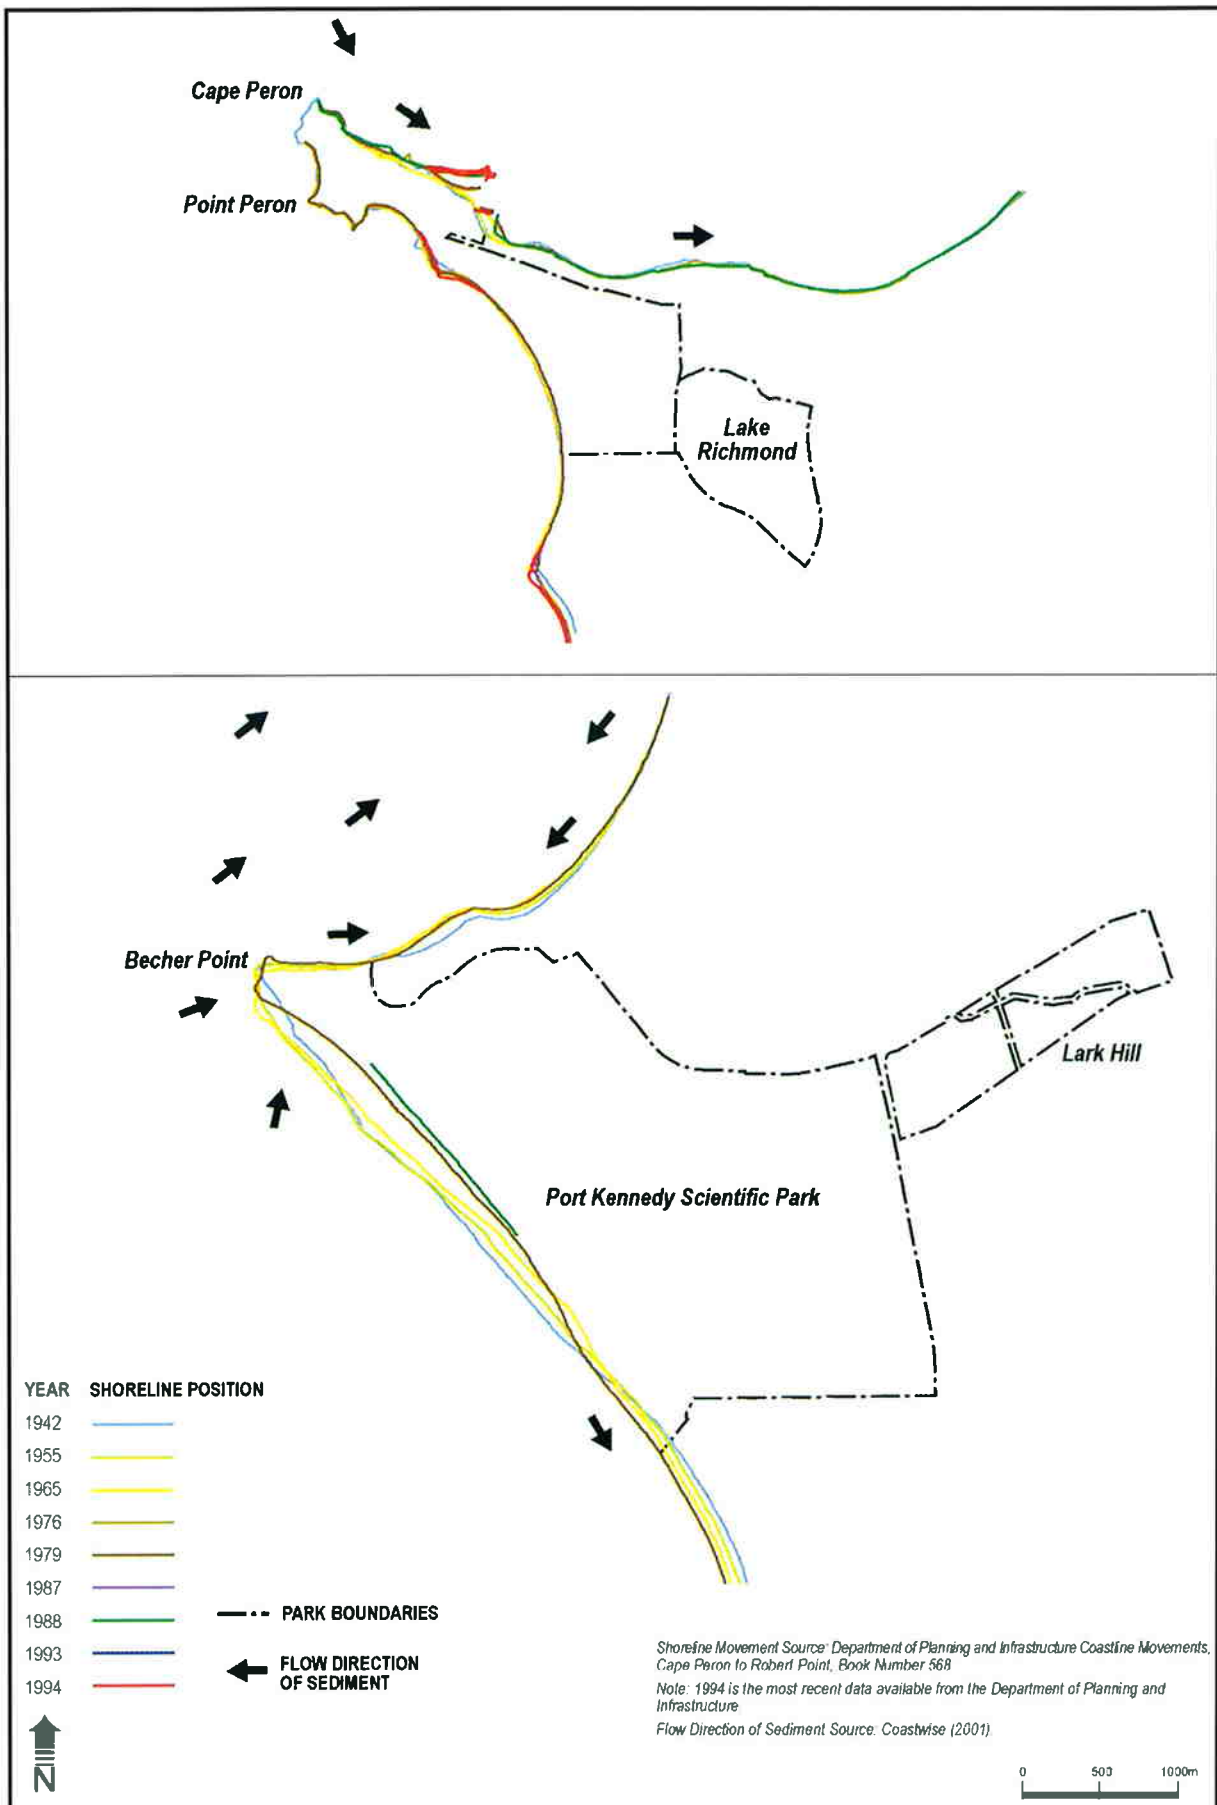 Cape Peron
Point Peron
Lake
Richmond
Becher Point
Lark Hill
Port Kennedy Scientific Park
YEAR SHORELINE POSITION
1942
1955
1965
1976
1979
1987
1988
1993
1994
PARK BOUNDARIES
FLOW DIRECTION
OF SEDIMENT
N
Shoreline Movement Source: Department of Planning and Infrastructure Coastline Movements,
Cape Peron to Robert Point, Book Number 568
Note: 1994 is the most recent data available from the Department of Planning and
Infrastructure
Flow Direction of Sediment Source: Coastwise (2001)
0 500 1000m